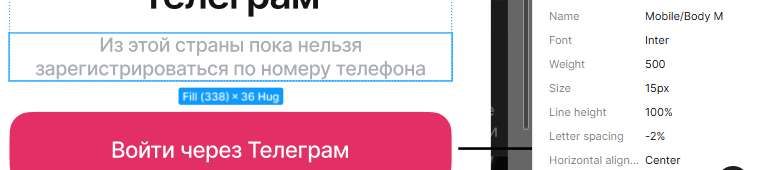 Телеграм
Из этой страны пока нельзя
зарегистрироваться по номеру телефона
Fill (338) × 36 Hug
Войти через Телеграм
Name Mobile/Body M
Font Inter
Weight 500
Size 15px
Line height 100%
Letter spacing -2%
Horizontal align... Center